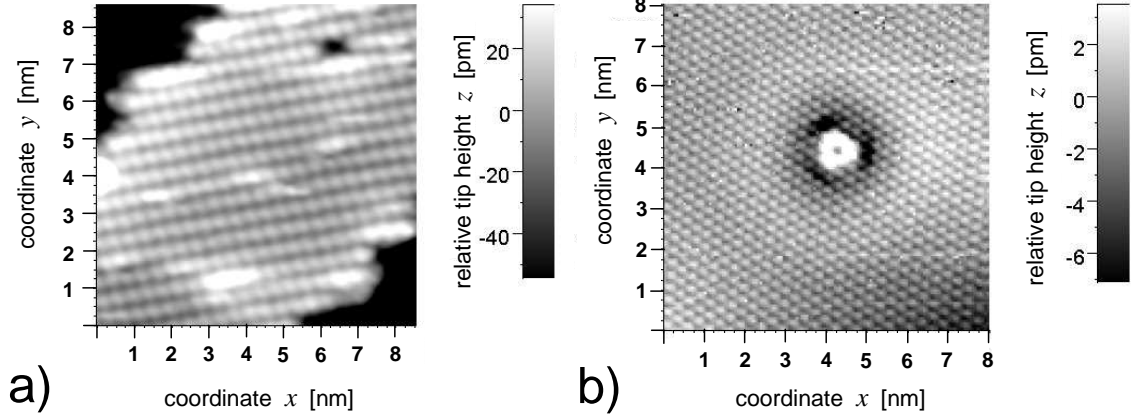 8
7
6
5
4
3
2
1
coordinate y [nm]
1 2 3 4 5 6 7 8
coordinate x [nm]
20
0
-20
-40
relative tip height z [pm]
a)
8
7
6
5
4
3
2
1
coordinate y [nm]
1 2 3 4 5 6 7 8
coordinate x [nm]
2
0
-2
-4
-6
relative tip height z [pm]
b)